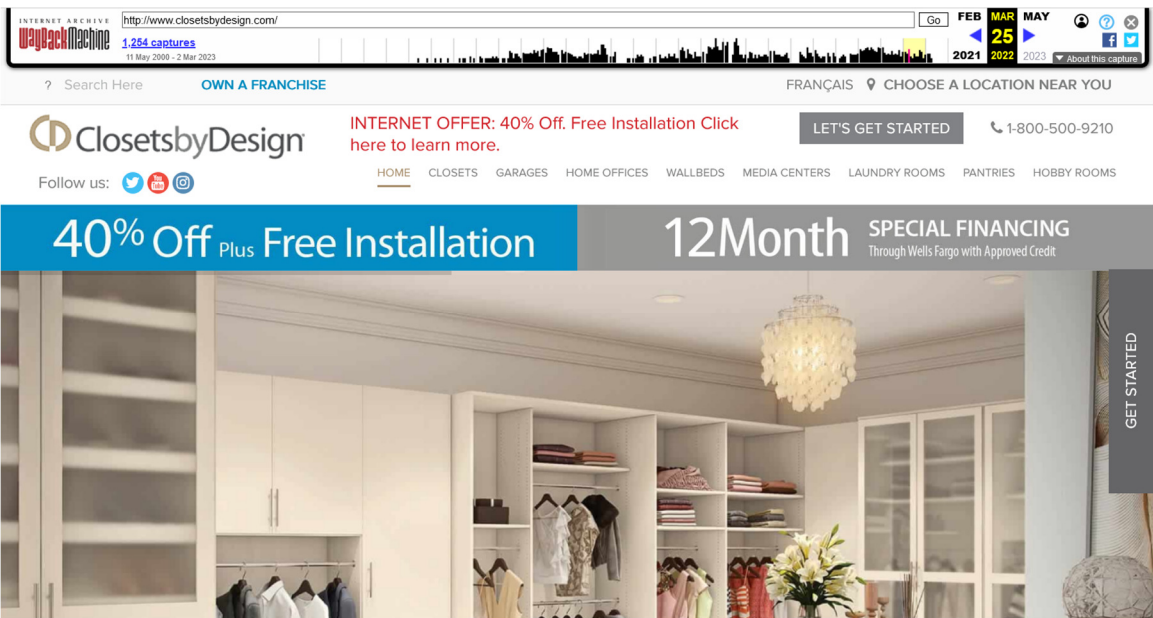 INTERNET ARCHIVE
WayBackMachine
http://www.closetsbydesign.com/
Go
FEB MAR MAY
1,254 captures
25
11 May 2000 – 2 Mar 2023
2021 2022 2023
About this capture
? Search Here
OWN A FRANCHISE
FRANÇAIS
CHOOSE A LOCATION NEAR YOU
ClosetsbyDesign
INTERNET OFFER: 40% Off. Free Installation Click
here to learn more.
LET'S GET STARTED
1-800-500-9210
Follow us:
You Tube
HOME CLOSETS GARAGES HOME OFFICES WALLBEDS MEDIA CENTERS LAUNDRY ROOMS PANTRIES HOBBY ROOMS
40% Off Plus Free Installation
12Month
SPECIAL FINANCING
Through Wells Fargo with Approved Credit
GET STARTED